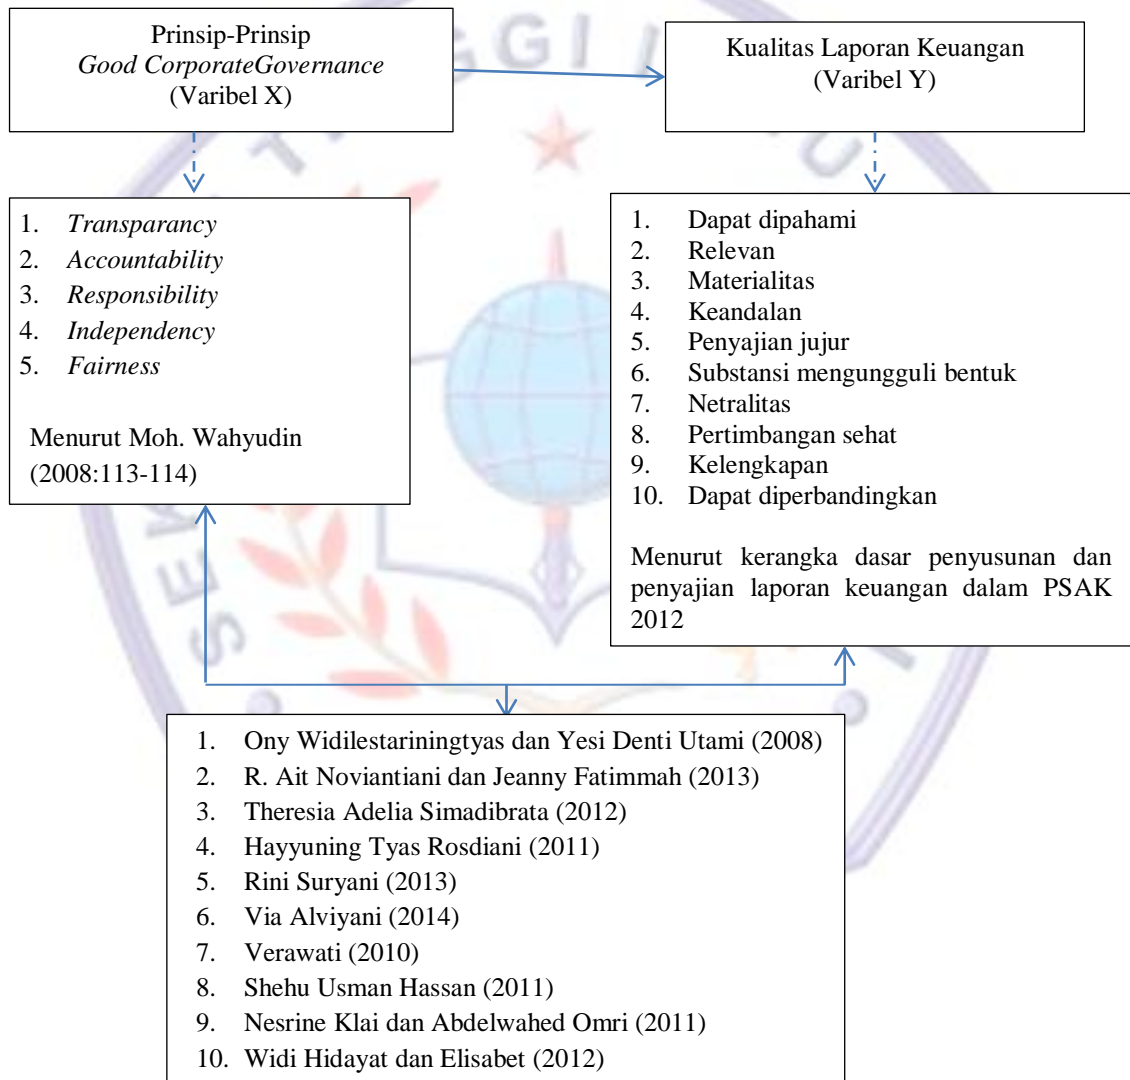 Prinsip-Prinsip
Good CorporateGovernance
(Varibel X)
Kualitas Laporan Keuangan
(Varibel Y)
1. Transparancy
2. Accountability
3. Responsibility
4. Independency
5. Fairness
Menurut Moh. Wahyudin
(2008:113-114)
1. Dapat dipahami
2. Relevan
3. Materialitas
4. Keandalan
5. Penyajian jujur
6. Substansi mengungguli bentuk
7. Netralitas
8. Pertimbangan sehat
9. Kelengkapan
10. Dapat diperbandingkan
Menurut kerangka dasar penyusunan dan
penyajian laporan keuangan dalam PSAK
2012
1. Ony Widilestariningtyas dan Yesi Denti Utami (2008)
2. R. Ait Noviantiani dan Jeanny Fatimmah (2013)
3. Theresia Adelia Simadibrata (2012)
4. Hayyuning Tyas Rosdiani (2011)
5. Rini Suryani (2013)
6. Via Alviyani (2014)
7. Verawati (2010)
8. Shehu Usman Hassan (2011)
9. Nesrine Klai dan Abdelwahed Omri (2011)
10. Widi Hidayat dan Elisabet (2012)